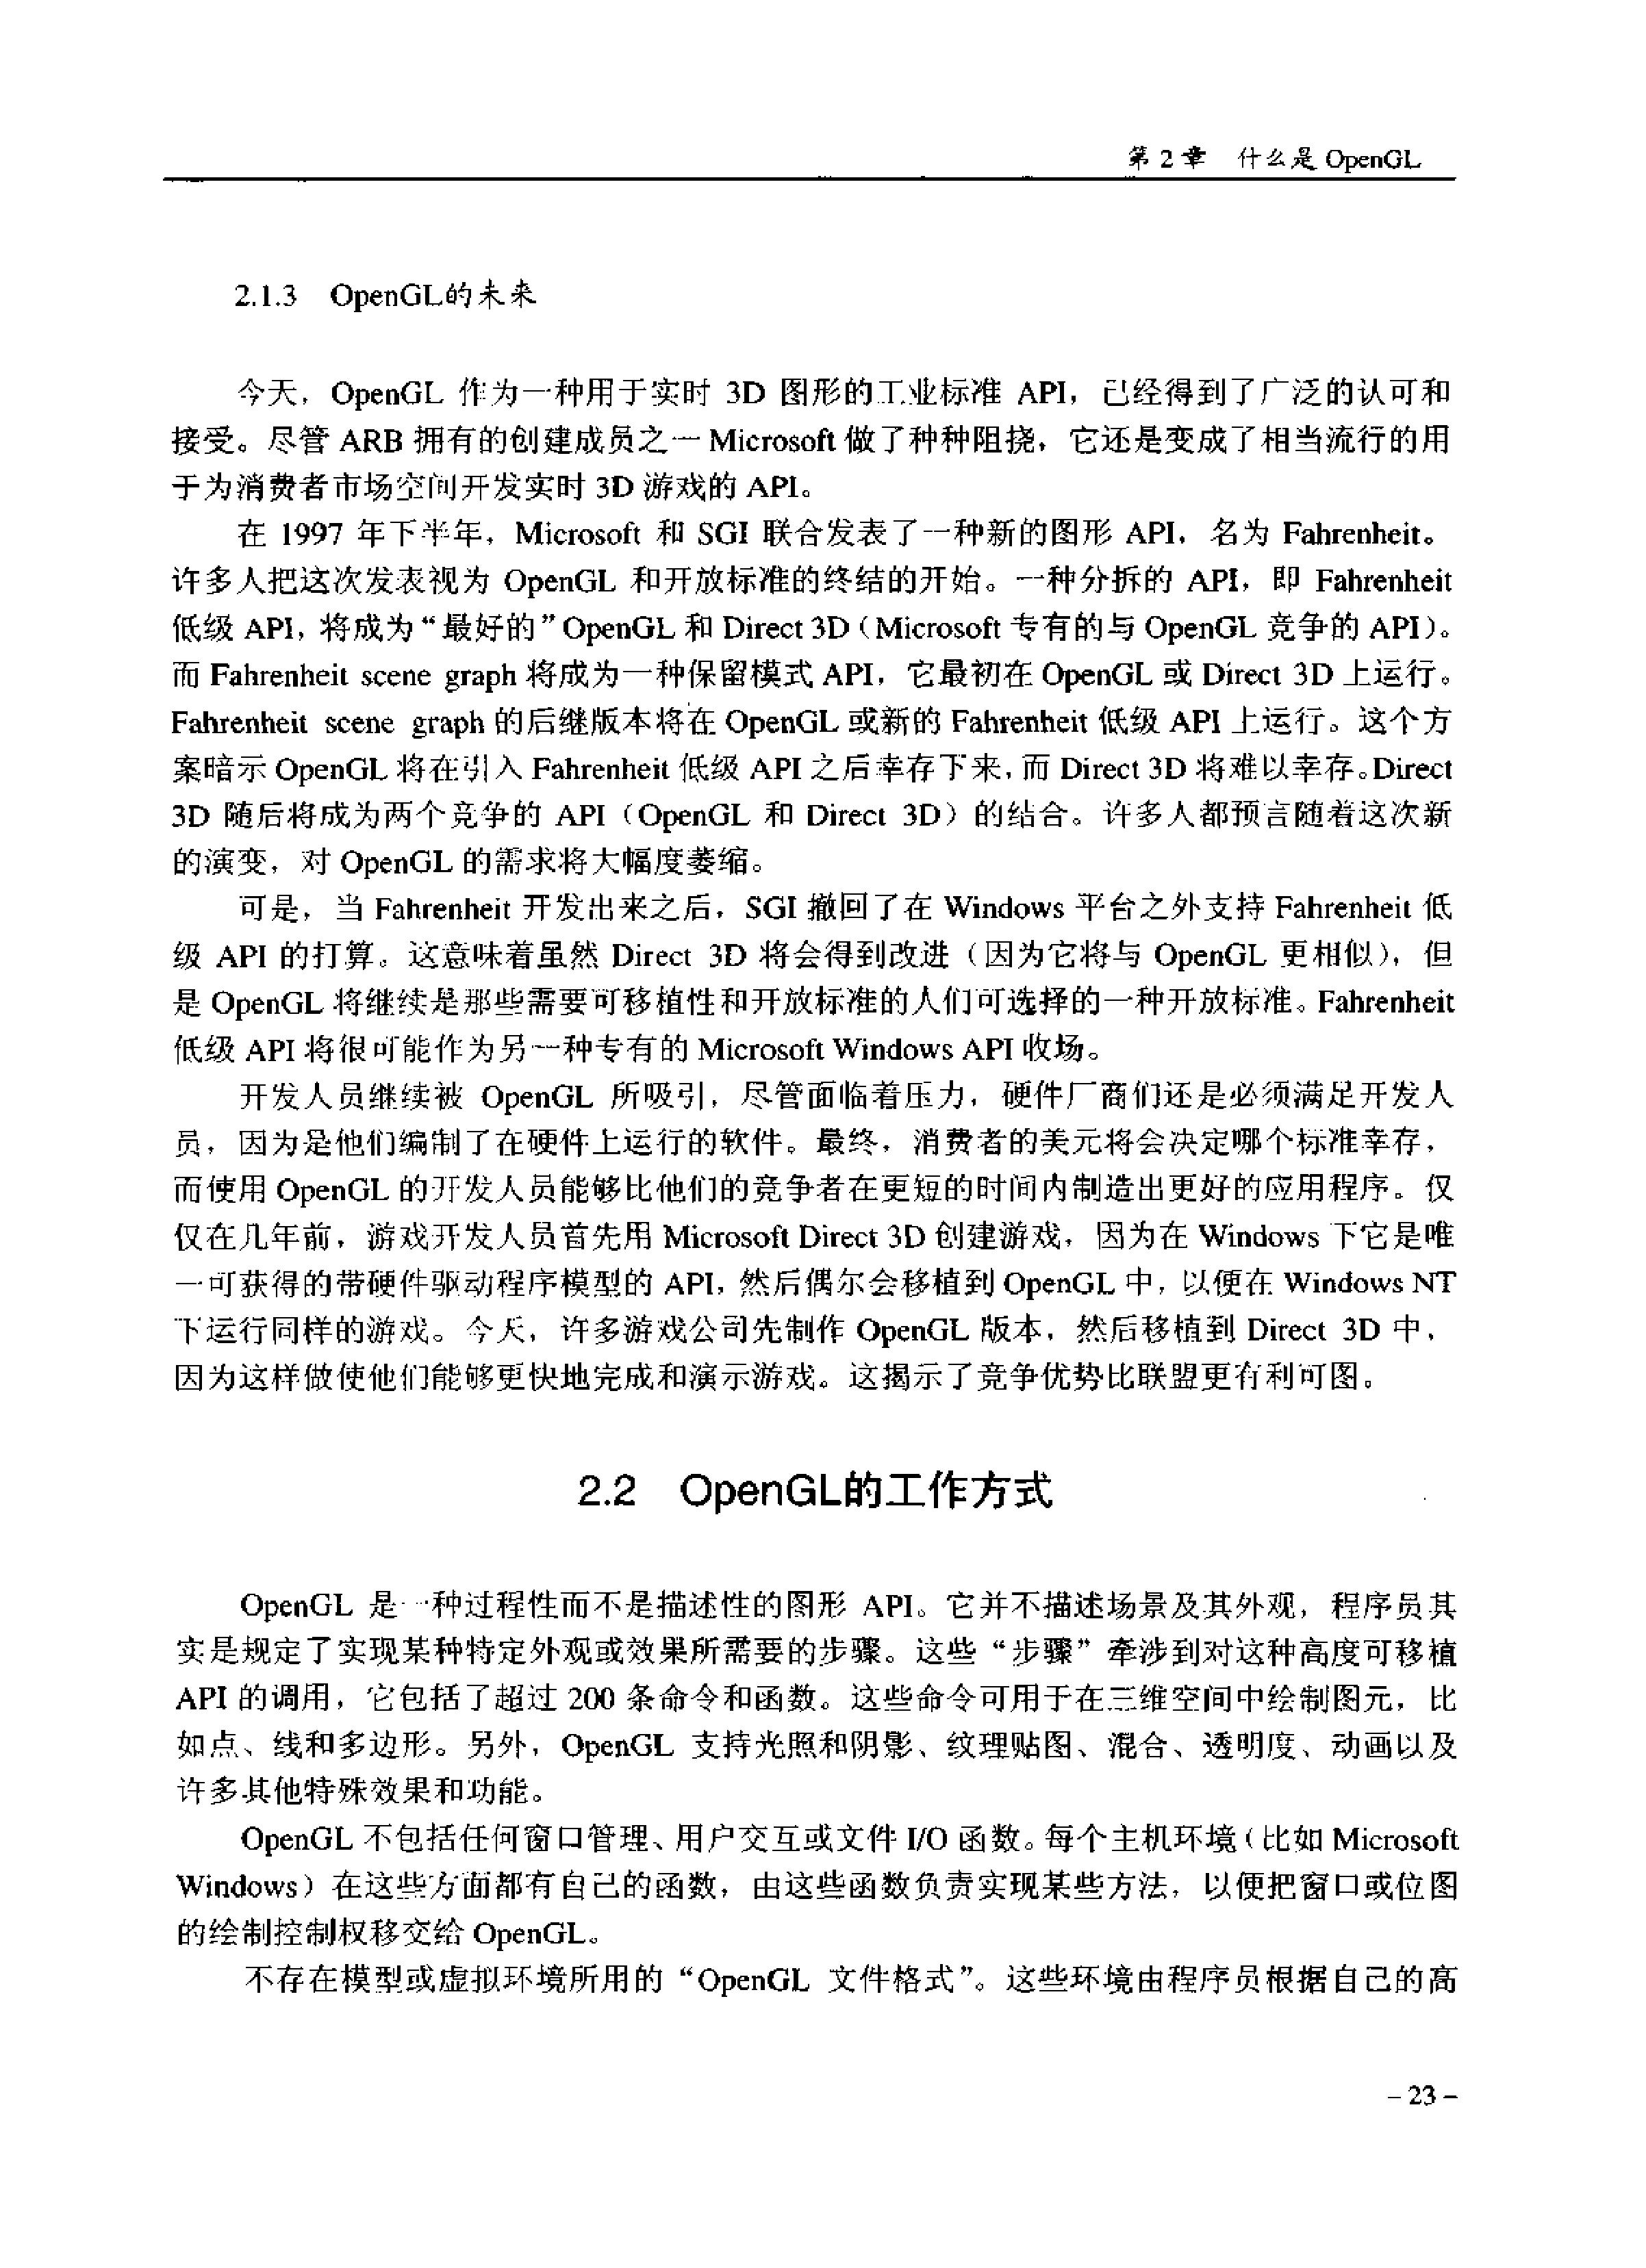 第 2 章 什么是 OpenGL
2.1.3 OpenGL的未来
今天，OpenGL 作为一种用于实时 3D 图形的工业标准 API，已经得到了广泛的认可和
接受。尽管 ARB 拥有的创建成员之一 Microsoft 做了种种阻挠，它还是变成了相当流行的用
于为消费者市场空间开发实时 3D 游戏的 API。
在 1997 年下半年，Microsoft 和 SGI 联合发表了一种新的图形 API，名为 Fahrenheit。
许多人把这次发表视为 OpenGL 和开放标准的终结的开始。一种分拆的 API，即 Fahrenheit
低级 API，将成为“最好的”OpenGL 和 Direct 3D（Microsoft 专有的与 OpenGL 竞争的 API）。
而 Fahrenheit scene graph 将成为一种保留模式 API，它最初在 OpenGL 或 Direct 3D 上运行。
Fahrenheit scene graph 的后继版本将在 OpenGL 或新的 Fahrenheit 低级 API 上运行。这个方
案暗示 OpenGL 将在引入 Fahrenheit 低级 API 之后幸存下来，而 Direct 3D 将难以幸存。Direct
3D 随后将成为两个竞争的 API（OpenGL 和 Direct 3D）的结合。许多人都预言随着这次新
的演变，对 OpenGL 的需求将大幅度萎缩。
可是，当 Fahrenheit 开发出来之后，SGI 撤回了在 Windows 平台之外支持 Fahrenheit 低
级 API 的打算。这意味着虽然 Direct 3D 将会得到改进（因为它将与 OpenGL 更相似），但
是 OpenGL 将继续是那些需要可移植性和开放标准的人们可选择的一种开放标准。Fahrenheit
低级 API 将很可能作为另一种专有的 Microsoft Windows API 收场。
开发人员继续被 OpenGL 所吸引，尽管面临着压力，硬件厂商们还是必须满足开发人
员，因为是他们编制了在硬件上运行的软件。最终，消费者的美元将会决定哪个标准幸存，
而使用 OpenGL 的开发人员能够比他们的竞争者在更短的时间内制造出更好的应用程序。仅
仅在几年前，游戏开发人员首先用 Microsoft Direct 3D 创建游戏，因为在 Windows 下它是唯
一可获得的带硬件驱动程序模型的 API，然后偶尔会移植到 OpenGL 中，以便在 Windows NT
下运行同样的游戏。今天，许多游戏公司先制作 OpenGL 版本，然后移植到 Direct 3D 中，
因为这样做使他们能够更快地完成和演示游戏。这揭示了竞争优势比联盟更有利可图。
2.2 OpenGL的工作方式
OpenGL 是一种过程性而不是描述性的图形 API。它并不描述场景及其外观，程序员其
实是规定了实现某种特定外观或效果所需要的步骤。这些“步骤”牵涉到对这种高度可移植
API 的调用，它包括了超过 200 条命令和函数。这些命令可用于在三维空间中绘制图元，比
如点、线和多边形。另外，OpenGL 支持光照和阴影、纹理贴图、混合、透明度、动画以及
许多其他特殊效果和功能。
OpenGL 不包括任何窗口管理、用户交互或文件 I/O 函数。每个主机环境（比如 Microsoft
Windows）在这些方面都有自己的函数，由这些函数负责实现某些方法，以便把窗口或位图
的绘制控制权移交给 OpenGL。
不存在模型或虚拟环境所用的“OpenGL 文件格式”。这些环境由程序员根据自己的高
– 23 –